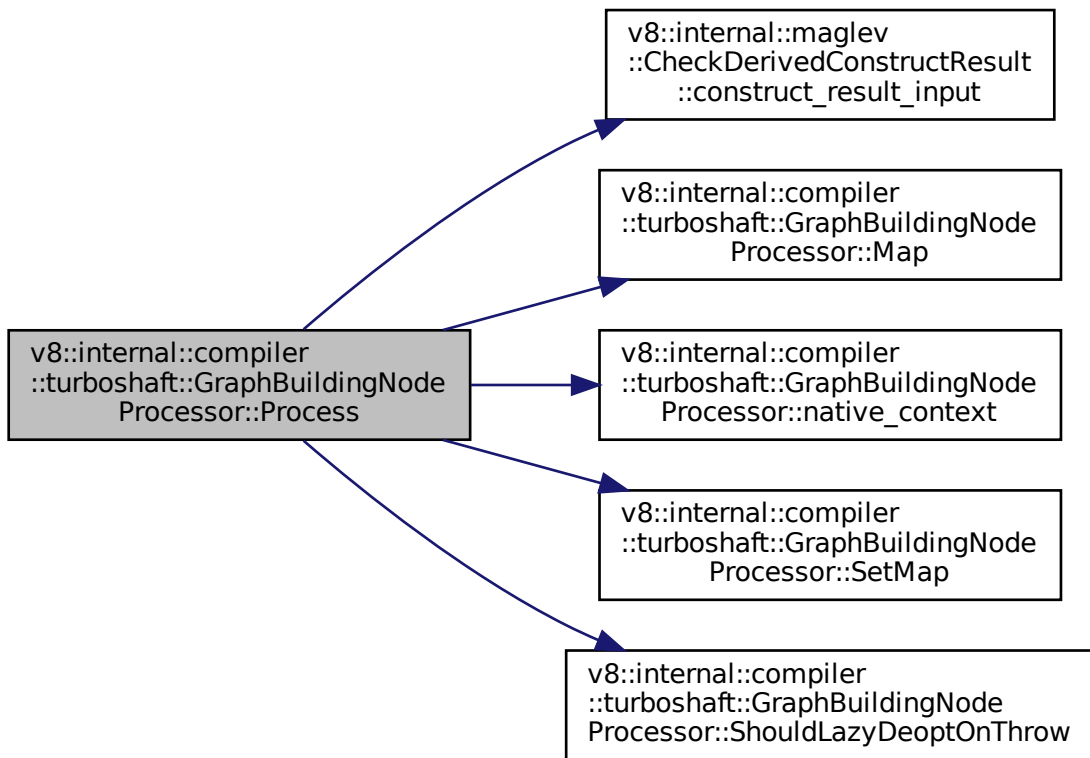 v8::internal::maglev
::CheckDerivedConstructResult
::construct_result_input
v8::internal::compiler
::turboshaft::GraphBuildingNode
Processor::Map
v8::internal::compiler
::turboshaft::GraphBuildingNode
Processor::Process
v8::internal::compiler
::turboshaft::GraphBuildingNode
Processor::native_context
v8::internal::compiler
::turboshaft::GraphBuildingNode
Processor::SetMap
v8::internal::compiler
::turboshaft::GraphBuildingNode
Processor::ShouldLazyDeoptOnThrow